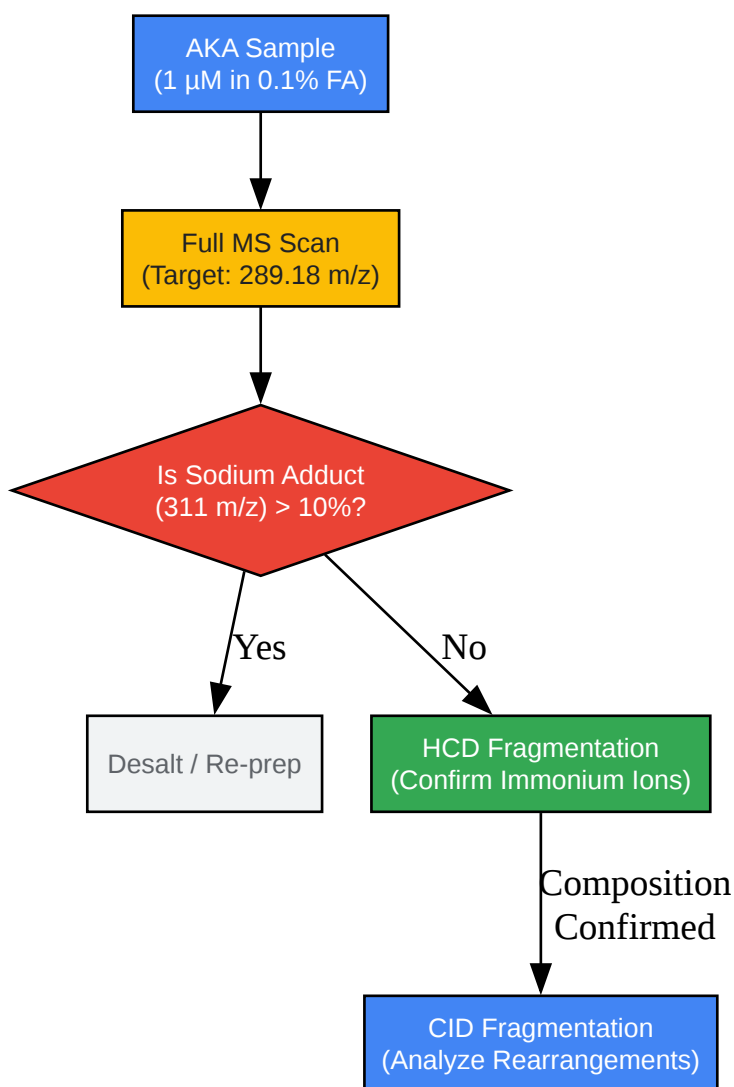 AKA Sample
(1 µM in 0.1% FA)
Full MS Scan
(Target: 289.18 m/z)
Is Sodium Adduct
(311 m/z) > 10%?
Yes
No
Desalt / Re-prep
HCD Fragmentation
(Confirm Immonium Ions)
Composition
Confirmed
CID Fragmentation
(Analyze Rearrangements)